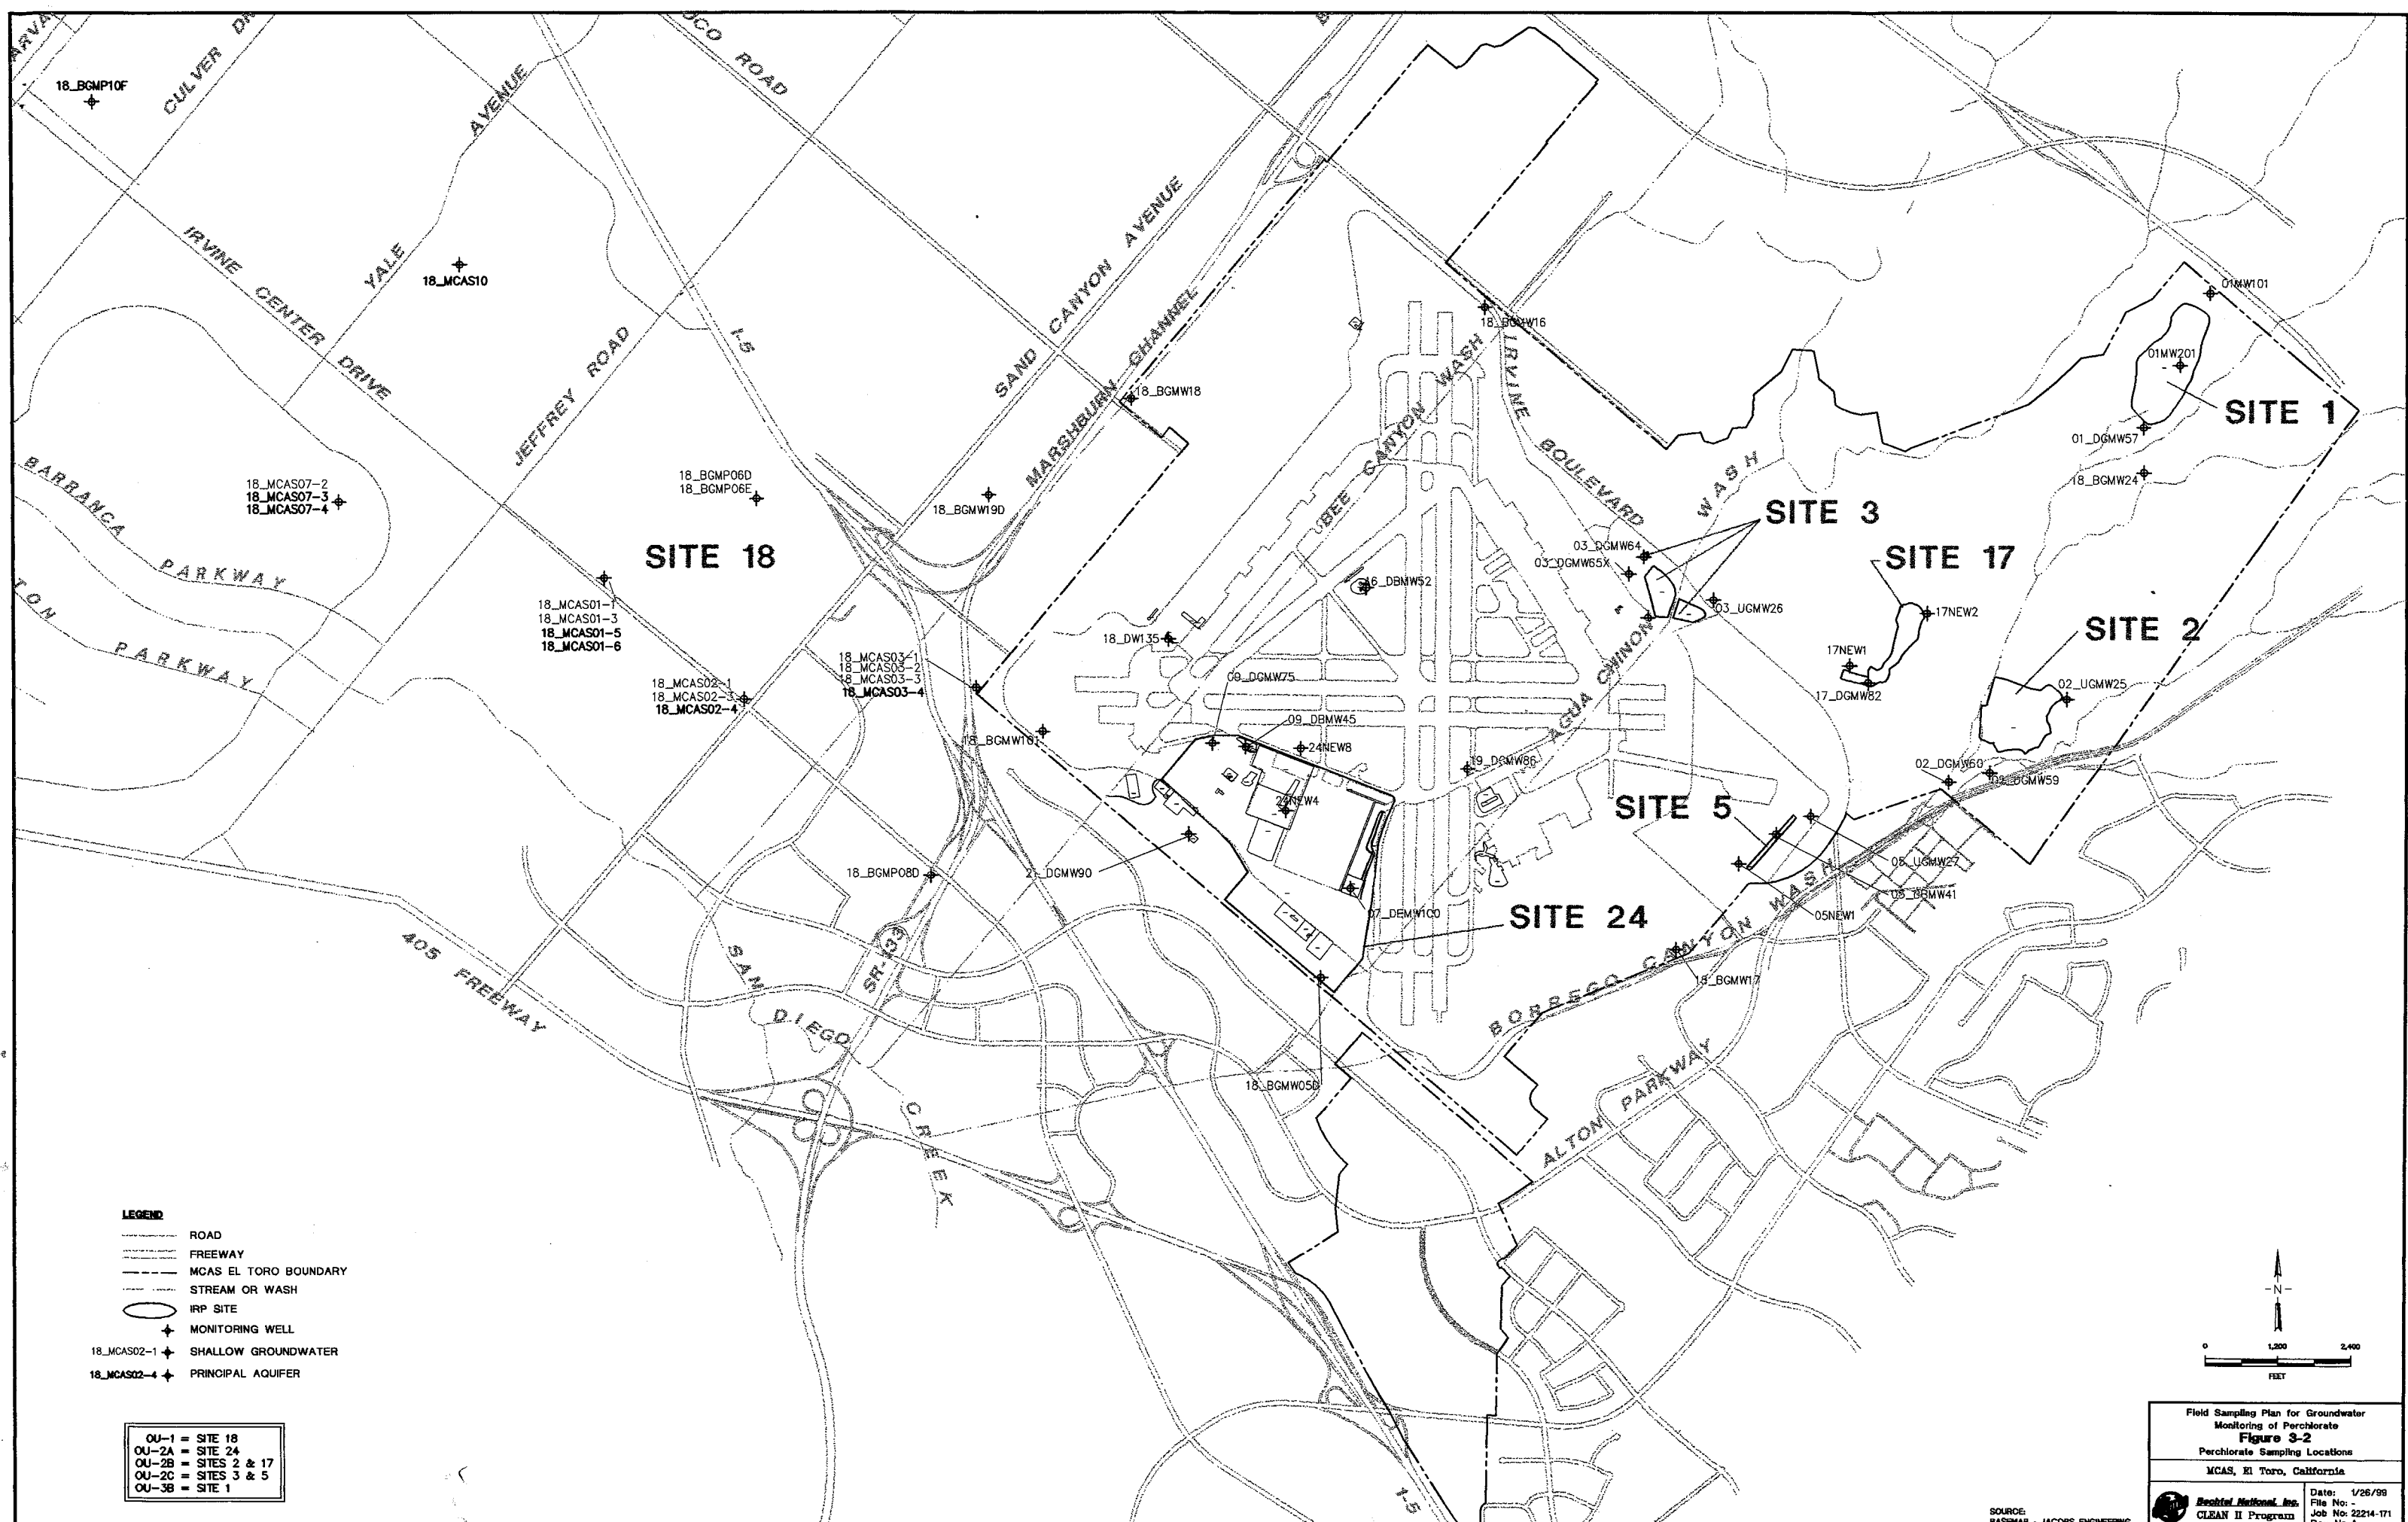 CULVER
18_BGMP10F
YALE AVENUE
ROAD
18_MCAS10
IRVINE CENTER DRIVE
JEFFREY ROAD
I-5
SAND CANYON AVENUE
MARSHBURN CHANNEL
18_BGMW18
18_BGMW16
BEE CANYON WASH
IRVINE BOULEVARD
01MW101
01MW201
SITE 1
01_DGMW57
18_BGMW24
BARRANCA PARKWAY
18_MCAS07-2
18_MCAS07-3
18_MCAS07-4
18_BGMP06D
18_BGMP06E
18_BGMW19D
SITE 18
WASH
SITE 3
03_DGMW64
03_DGMW65X
03_UGMW26
SITE 17
17NEW2
17NEW1
17_DGMW82
SITE 2
02_UGMW25
02_DGMW60
02_DGMW59
PARKWAY
18_MCAS01-1
18_MCAS01-3
18_MCAS01-5
18_MCAS01-6
18_MCAS02-1
18_MCAS02-3
18_MCAS02-4
18_MCAS03-1
18_MCAS03-2
18_MCAS03-3
18_MCAS03-4
16_DBMW52
18_DW135
09_DGMW75
09_DBMW45
24NEW8
24NEW4
18_BGMW101
19_DGMW86
AGUA CHINON
SITE 5
05_UGMW27
05_DBMW41
05NEW1
18_BGMP08D
07_DBMW100
SITE 24
BORREGO CANYON WASH
18_BGMW17
18_BGMW05D
405 FREEWAY
SAN DIEGO CREEK
SR-133
ALTON PARKWAY
I-5
LEGEND
ROAD
FREEWAY
MCAS EL TORO BOUNDARY
STREAM OR WASH
IRP SITE
MONITORING WELL
18_MCAS02-1 SHALLOW GROUNDWATER
18_MCAS02-4 PRINCIPAL AQUIFER
OU-1 = SITE 18
OU-2A = SITE 24
OU-2B = SITES 2 & 17
OU-2C = SITES 3 & 5
OU-3B = SITE 1
-N-
0 1,200 2,400
FEET
Field Sampling Plan for Groundwater
Monitoring of Perchlorate
Figure 3-2
Perchlorate Sampling Locations
MCAS, El Toro, California
Bechtel National, Inc.
CLEAN II Program
Date: 1/26/99
File No: -
Job No: 22214-171
SOURCE: